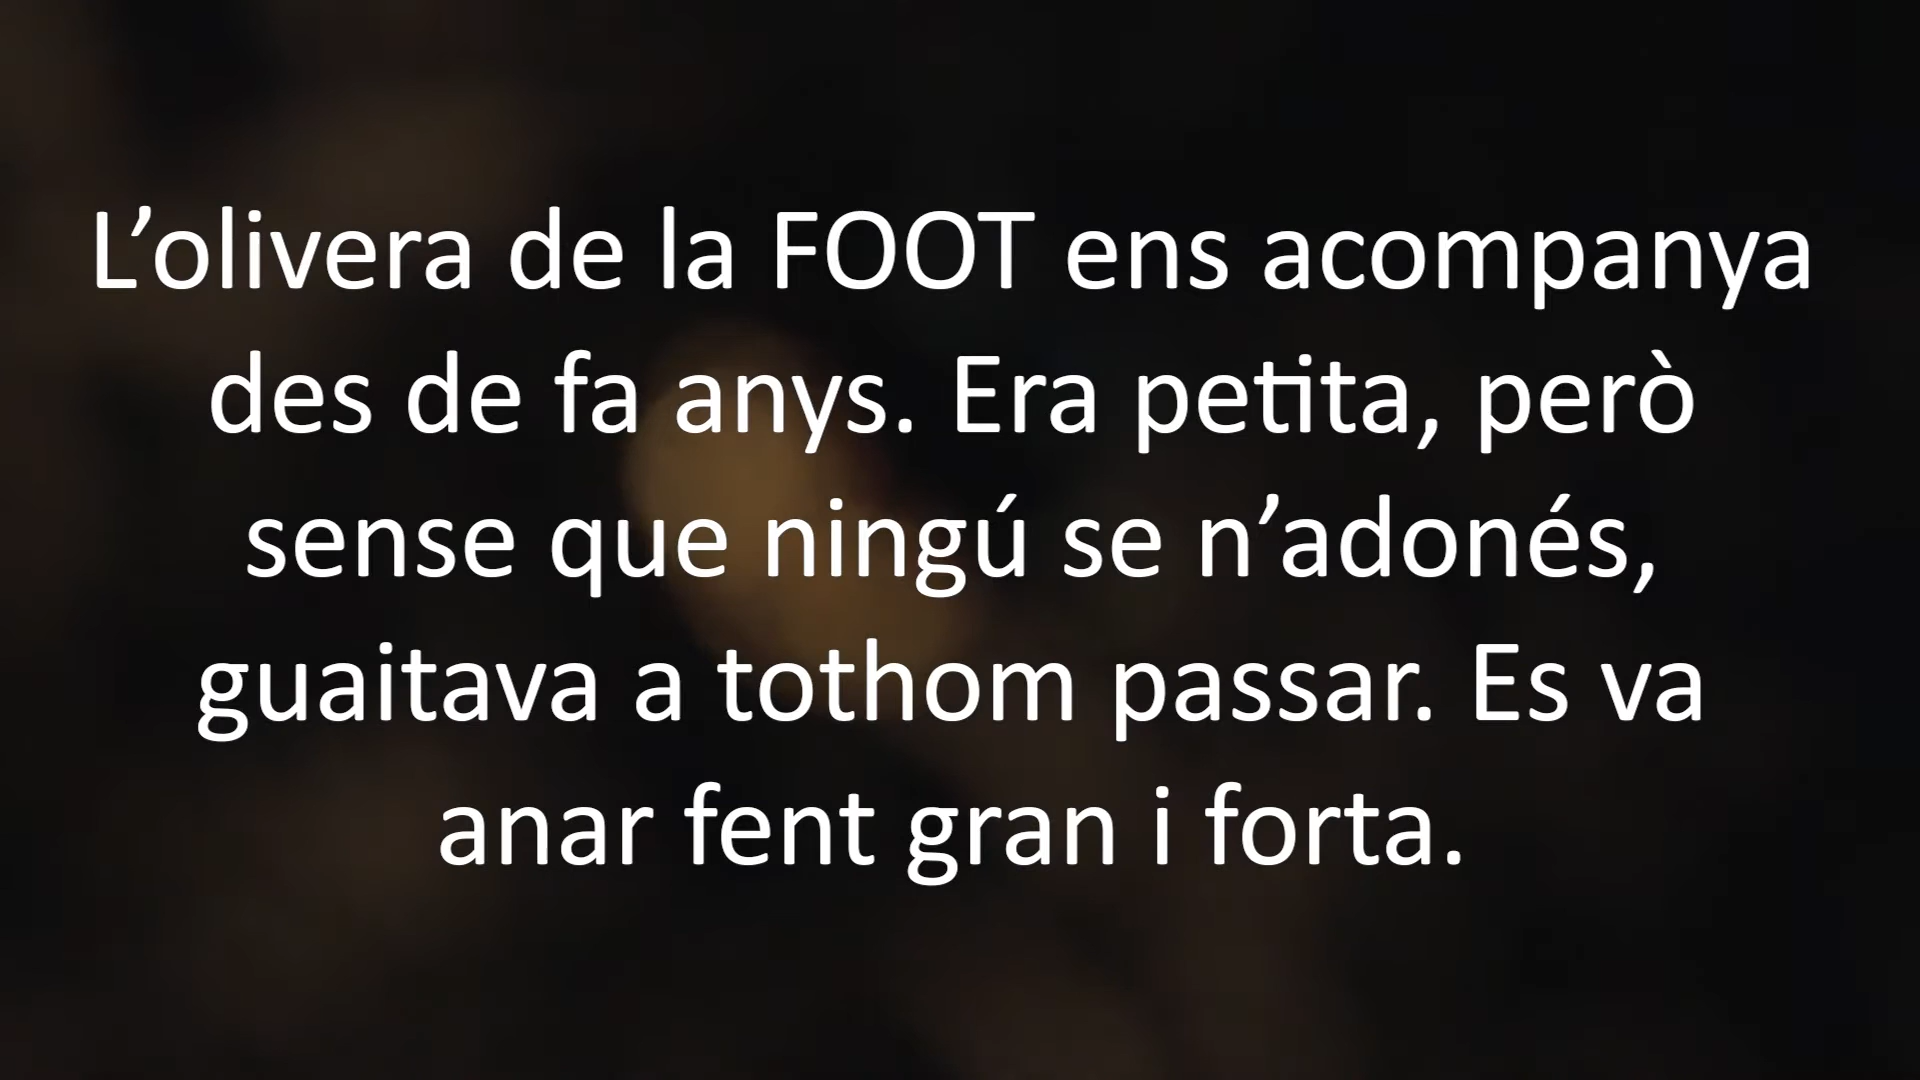 L’olivera de la FOOT ens acompanya
des de fa anys. Era petita, però
sense que ningú se n’adonés,
guaitava a tothom passar. Es va
anar fent gran i forta.